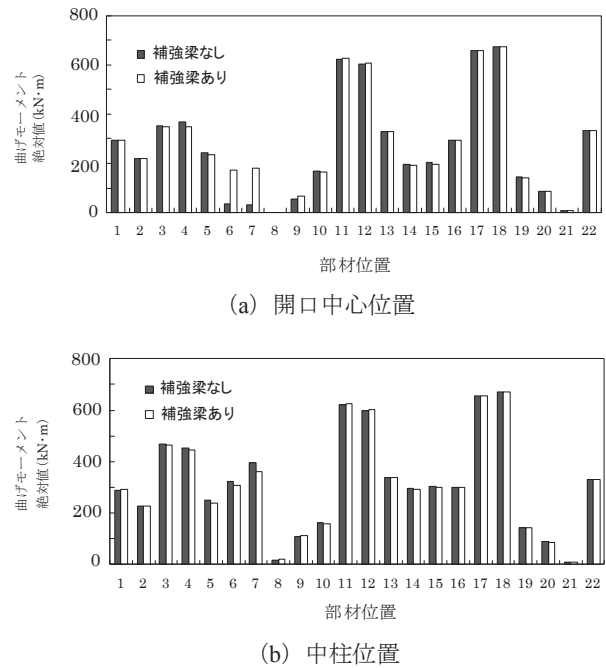 800
600
400
200
0
曲げモーメント
絶対値(kN・m)
補強梁なし
補強梁あり
1 2 3 4 5 6 7 8 9 10 11 12 13 14 15 16 17 18 19 20 21 22
部材位置
(a) 開口中心位置
800
600
400
200
0
曲げモーメント
絶対値(kN・m)
補強梁なし
補強梁あり
1 2 3 4 5 6 7 8 9 10 11 12 13 14 15 16 17 18 19 20 21 22
部材位置
(b) 中柱位置